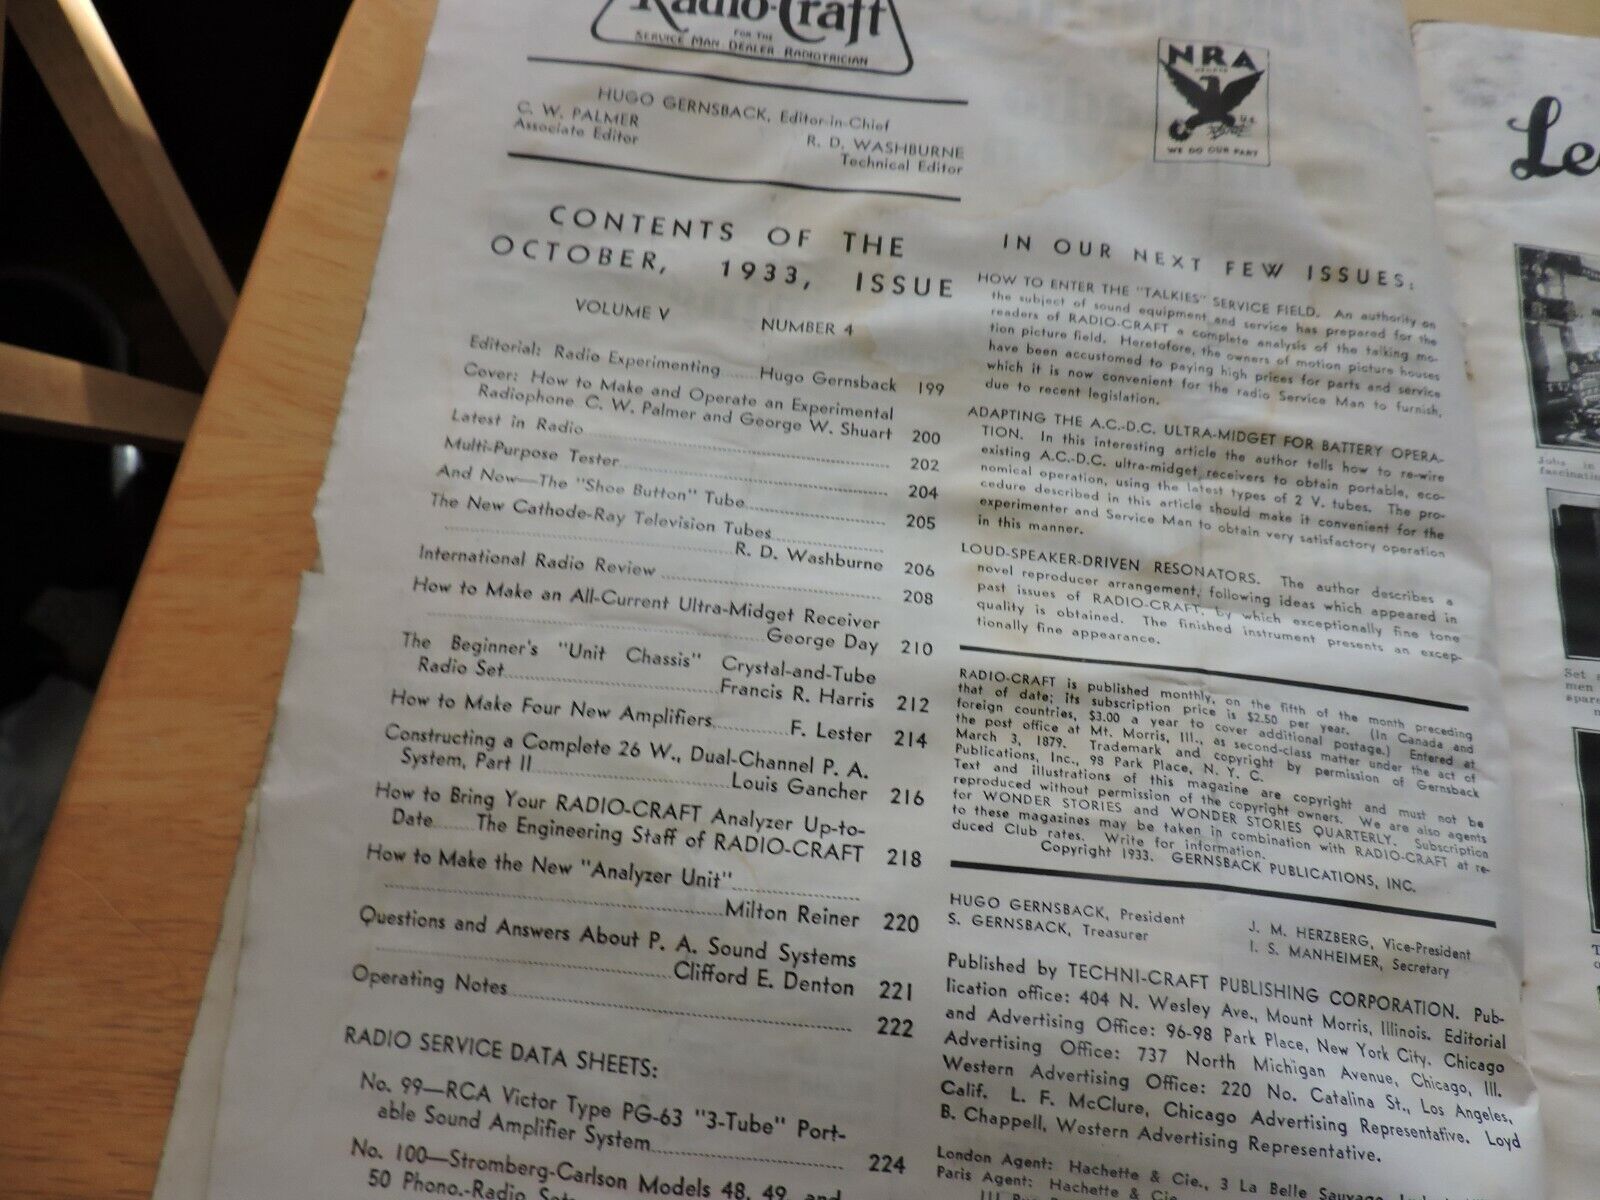 Radio-Craft
FOR THE
SERVICE MAN - DEALER - RADIOTRICIAN
HUGO GERNSBACK, Editor-in-Chief
C. W. PALMER
Associate Editor
R. D. WASHBURNE
Technical Editor
CONTENTS OF THE
OCTOBER, 1933, ISSUE
VOLUME V NUMBER 4
Editorial: Radio Experimenting......Hugo Gernsback 199
Cover: How to Make and Operate an Experimental
Radiophone C. W. Palmer and George W. Shuart 200
Latest in Radio 202
Multi-Purpose Tester 204
And Now—The "Shoe Button" Tube 205
The New Cathode-Ray Television Tubes
R. D. Washburne 206
International Radio Review 208
How to Make an All-Current Ultra-Midget Receiver
George Day 210
The Beginner's "Unit Chassis" Crystal-and-Tube
Radio Set Francis R. Harris 212
How to Make Four New Amplifiers F. Lester 214
Constructing a Complete 26 W., Dual-Channel P. A.
System, Part II Louis Gancher 216
How to Bring Your RADIO-CRAFT Analyzer Up-to-
Date The Engineering Staff of RADIO-CRAFT 218
How to Make the New "Analyzer Unit"
Milton Reiner 220
Questions and Answers About P. A. Sound Systems
Clifford E. Denton 221
Operating Notes 222
RADIO SERVICE DATA SHEETS:
No. 99—RCA Victor Type PG-63 "3-Tube" Port-
able Sound Amplifier System 224
No. 100—Stromberg-Carlson Models 48, 49, and
50 Phono.-Radio Sets
NRA
U.S.
WE DO OUR PART
IN OUR NEXT FEW ISSUES:
HOW TO ENTER THE "TALKIES" SERVICE FIELD. An authority on
the subject of sound equipment and service has prepared for the
readers of RADIO-CRAFT a complete analysis of the talking mo-
tion picture field. Heretofore, the owners of motion picture houses
have been accustomed to paying high prices for parts and service
which it is now convenient for the radio Service Man to furnish,
due to recent legislation.
ADAPTING THE A.C.-D.C. ULTRA-MIDGET FOR BATTERY OPERA-
TION. In this interesting article the author tells how to re-wire
existing A.C.-D.C. ultra-midget receivers to obtain portable, eco-
nomical operation, using the latest types of 2 V. tubes. The pro-
cedure described in this article should make it convenient for the
experimenter and Service Man to obtain very satisfactory operation
in this manner.
LOUD-SPEAKER-DRIVEN RESONATORS. The author describes a
novel reproducer arrangement, following ideas which appeared in
past issues of RADIO-CRAFT, by which exceptionally fine tone
quality is obtained. The finished instrument presents an excep-
tionally fine appearance.
RADIO-CRAFT is published monthly, on the fifth of the month preceding
that of date; its subscription price is $2.50 per year. (In Canada and
foreign countries, $3.00 a year to cover additional postage.) Entered at
the post office at Mt. Morris, Ill., as second-class matter under the act of
March 3, 1879. Trademark and copyright by permission of Gernsback
Publications, Inc., 98 Park Place, N. Y. C.
Text and illustrations of this magazine are copyright and must not be
reproduced without permission of the copyright owners. We are also agents
for WONDER STORIES and WONDER STORIES QUARTERLY. Subscription
to these magazines may be taken in combination with RADIO-CRAFT at re-
duced Club rates. Write for information.
Copyright 1933. GERNSBACK PUBLICATIONS, INC.
HUGO GERNSBACK, President
S. GERNSBACK, Treasurer
J. M. HERZBERG, Vice-President
I. S. MANHEIMER, Secretary
Published by TECHNI-CRAFT PUBLISHING CORPORATION. Pub-
lication office: 404 N. Wesley Ave., Mount Morris, Illinois. Editorial
and Advertising Office: 96-98 Park Place, New York City. Chicago
Advertising Office: 737 North Michigan Avenue, Chicago, Ill.
Western Advertising Office: 220 No. Catalina St., Los Angeles,
Calif. L. F. McClure, Chicago Advertising Representative. Loyd
B. Chappell, Western Advertising Representative.
London Agent: Hachette & Cie., 3 La Belle Sauvage,
Paris Agent: Hachette & Cie.
Le
Jobs in
fascinatin
Set
men